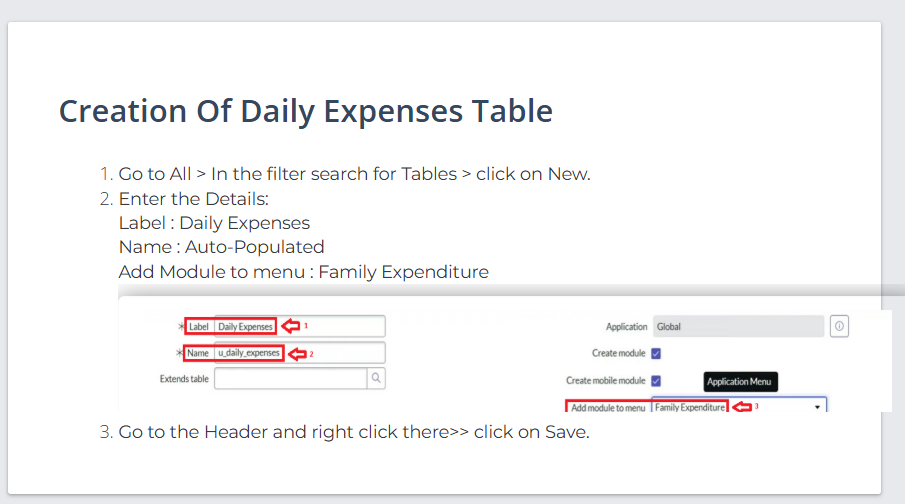 Creation Of Daily Expenses Table
1. Go to All > In the filter search for Tables > click on New.
2. Enter the Details:
Label : Daily Expenses
Name : Auto-Populated
Add Module to menu : Family Expenditure
* Label Daily Expenses 1
Application Global
* Name u_daily_expenses 2
Create module
Extends table
Create mobile module
Application Menu
Add module to menu Family Expenditure 3
3. Go to the Header and right click there>> click on Save.